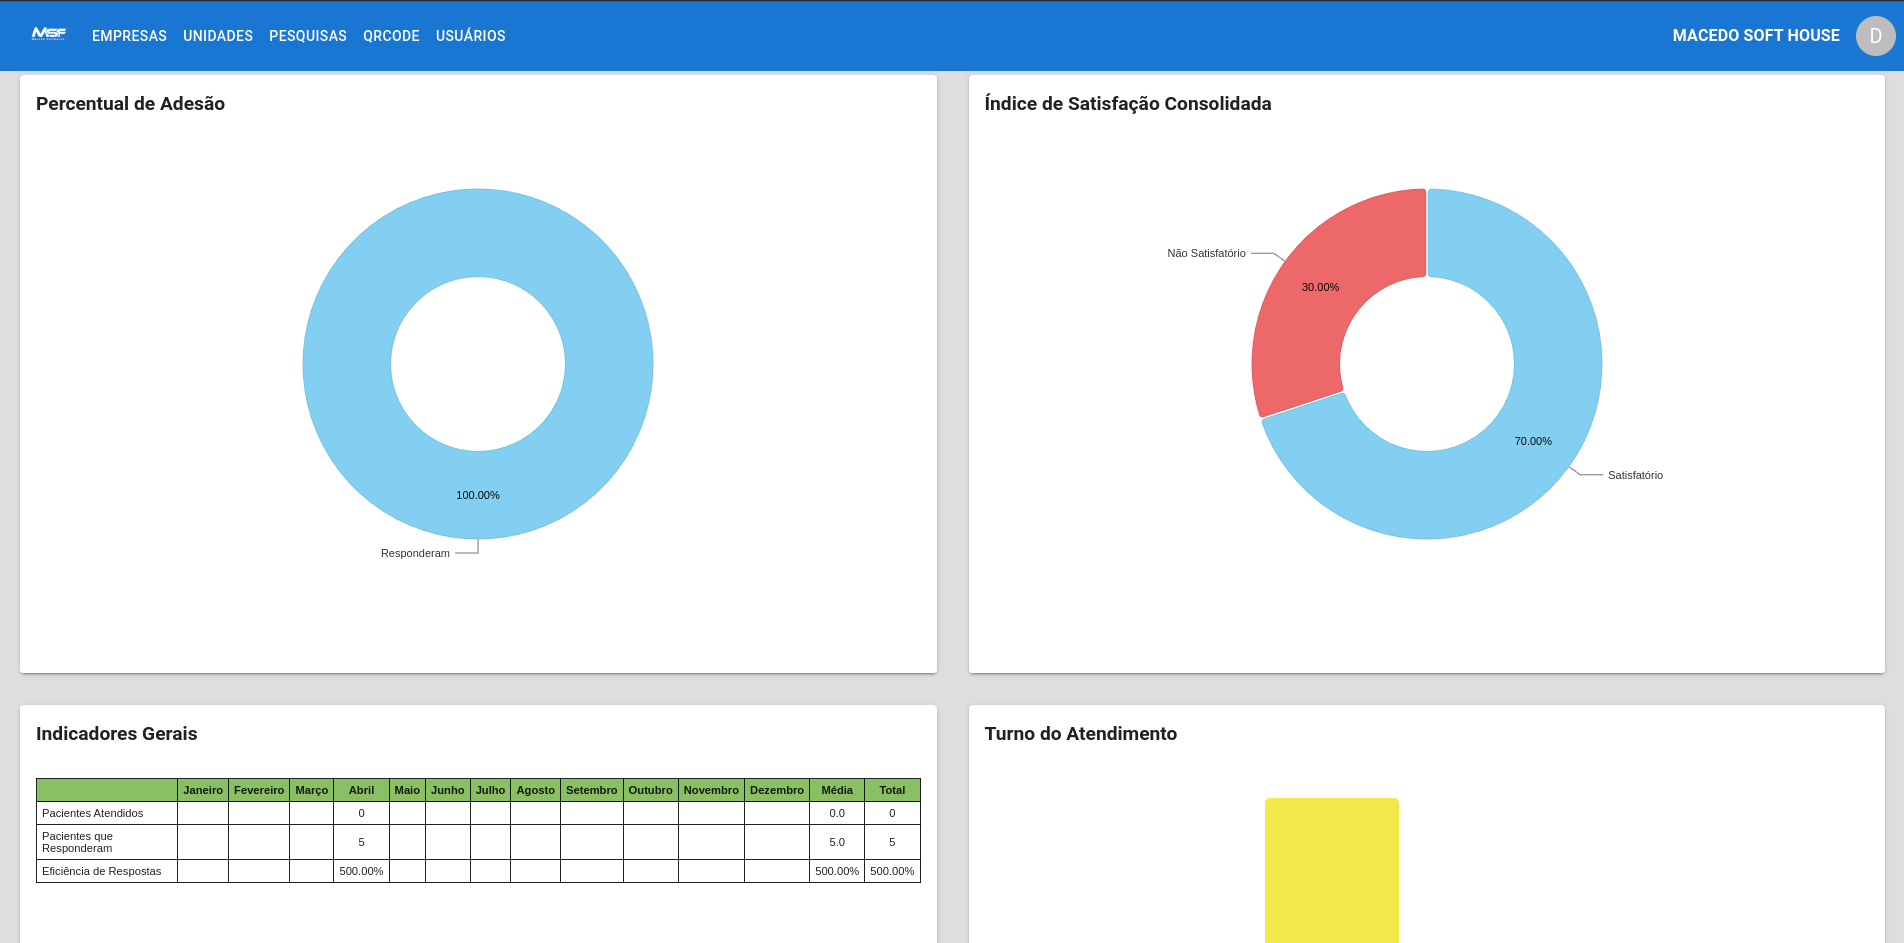 MSF
EMPRESAS UNIDADES PESQUISAS QRCODE USUÁRIOS
MACEDO SOFT HOUSE D
Percentual de Adesão
100.00%
Responderam
Índice de Satisfação Consolidada
Não Satisfatório
30.00%
70.00%
Satisfatório
Indicadores Gerais
Janeiro Fevereiro Março Abril Maio Junho Julho Agosto Setembro Outubro Novembro Dezembro Média Total
Pacientes Atendidos 0 0.0 0
Pacientes que
Responderam 5 5.0 5
Eficiência de Respostas 500.00% 500.00% 500.00%
Turno do Atendimento